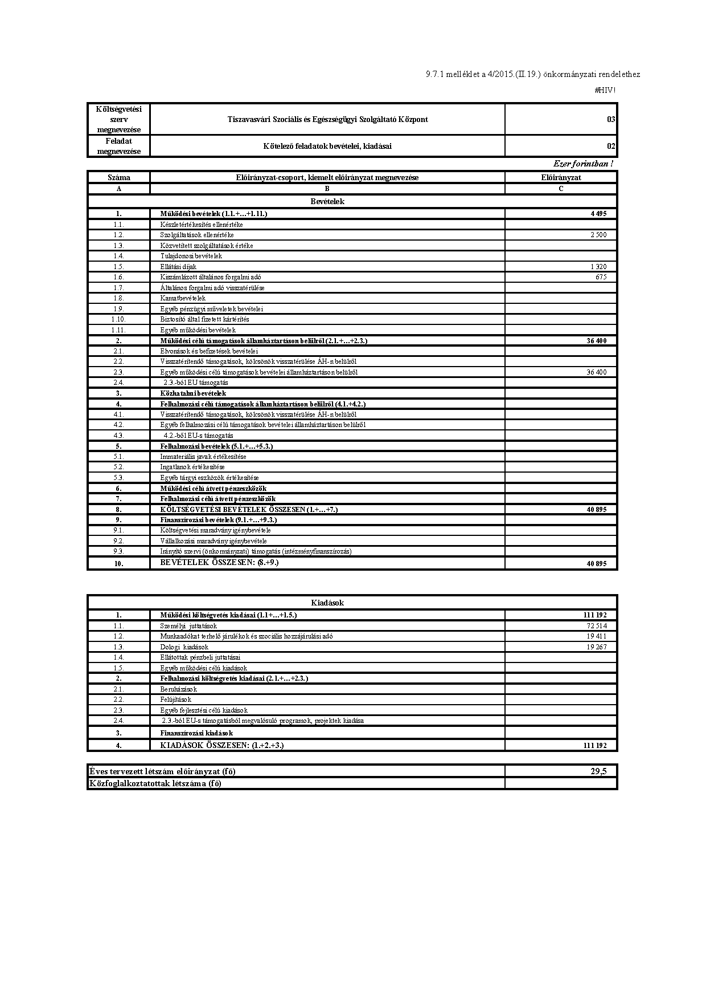 9.7.1 melléklet a 4/2015.(II.19.) önkormányzati rendelethez
#HIV!
Költségvetési
szerv
megnevezése
Tiszavasvári Szociális és Egészségügyi Szolgáltató Központ 03
Feladat
megnevezése
Kötelező feladatok bevételei, kiadásai 02
Ezer forintban !
Száma Előirányzat-csoport, kiemelt előirányzat megnevezése Előirányzat
A B C
Bevételek
1. Működési bevételek (1.1.+…+1.11.) 4 495
1.1. Készletértékesítés ellenértéke
1.2. Szolgáltatások ellenértéke 2 500
1.3. Közvetített szolgáltatások értéke
1.4. Tulajdonosi bevételek
1.5. Ellátási díjak 1 320
1.6. Kiszámlázott általános forgalmi adó 675
1.7. Általános forgalmi adó visszatérülése
1.8. Kamatbevételek
1.9. Egyéb pénzügyi műveletek bevételei
1.10. Biztosító által fizetett kártérítés
1.11. Egyéb működési bevételek
2. Működési célú támogatások államháztartáson belülről (2.1.+…+2.3.) 36 400
2.1. Elvonások és befizetések bevételei
2.2. Visszatérítendő támogatások, kölcsönök visszatérülése ÁH-n belülről
2.3. Egyéb működési célú támogatások bevételei államháztartáson belülről 36 400
2.4. 2.3.-ból EU támogatás
3. Közhatalmi bevételek
4. Felhalmozási célú támogatások államháztartáson belülről (4.1.+4.2.)
4.1. Visszatérítendő támogatások, kölcsönök visszatérülése ÁH-n belülről
4.2. Egyéb felhalmozási célú támogatások bevételei államháztartáson belülről
4.3. 4.2.-ből EU-s támogatás
5. Felhalmozási bevételek (5.1.+…+5.3.)
5.1. Immateriális javak értékesítése
5.2. Ingatlanok értékesítése
5.3. Egyéb tárgyi eszközök értékesítése
6. Működési célú átvett pénzeszközök
7. Felhalmozási célú átvett pénzeszközök
8. KÖLTSÉGVETÉSI BEVÉTELEK ÖSSZESEN (1.+…+7.) 40 895
9. Finanszírozási bevételek (9.1.+…+9.3.)
9.1. Költségvetési maradvány igénybevétele
9.2. Vállalkozási maradvány igénybevétele
9.3. Irányító szervi (önkormányzati) támogatás (intézményfinanszírozás)
10. BEVÉTELEK ÖSSZESEN: (8.+9.) 40 895
Kiadások
1. Működési költségvetés kiadásai (1.1+…+1.5.) 111 192
1.1. Személyi juttatások 72 514
1.2. Munkaadókat terhelő járulékok és szociális hozzájárulási adó 19 411
1.3. Dologi kiadások 19 267
1.4. Ellátottak pénzbeli juttatásai
1.5. Egyéb működési célú kiadások
2. Felhalmozási költségvetés kiadásai (2.1.+…+2.3.)
2.1. Beruházások
2.2. Felújítások
2.3. Egyéb fejlesztési célú kiadások
2.4. 2.3.-ból EU-s támogatásból megvalósuló programok, projektek kiadása
3. Finanszírozási kiadások
4. KIADÁSOK ÖSSZESEN: (1.+2.+3.) 111 192
Éves tervezett létszám előirányzat (fő) 29,5
Közfoglalkoztatottak létszáma (fő)